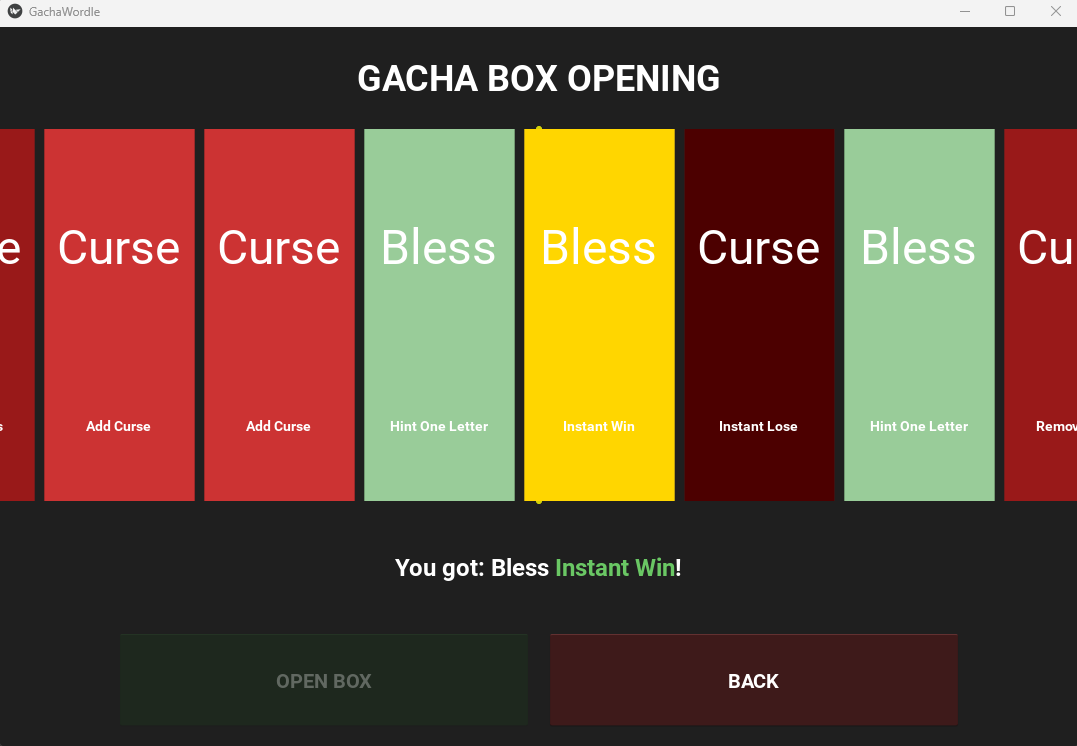 GachaWordle
GACHA BOX OPENING
e Curse Curse Bless Bless Curse Bless Cu
s Add Curse Add Curse Hint One Letter Instant Win Instant Lose Hint One Letter Remov
You got: Bless Instant Win!
OPEN BOX BACK